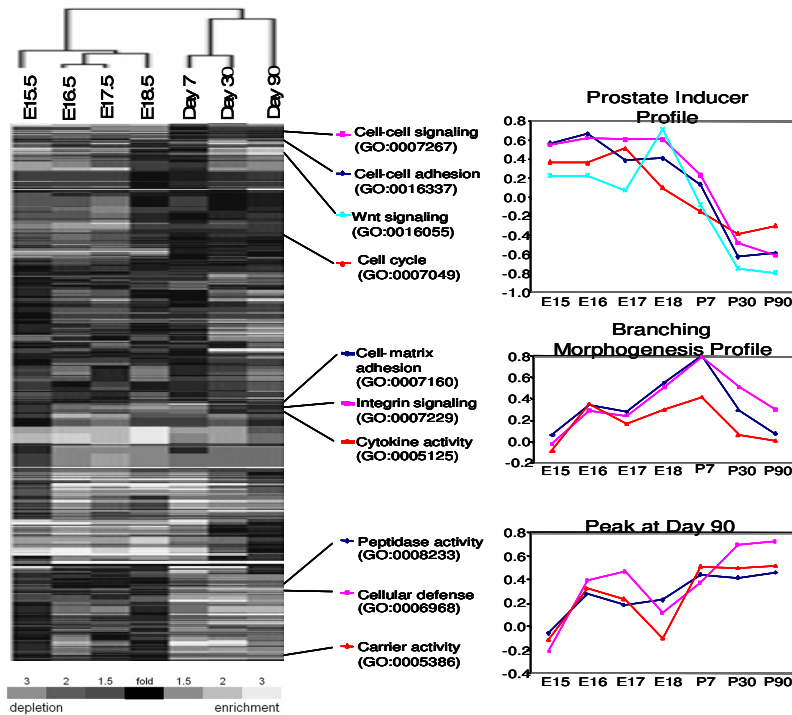 E15.5 E16.5 E17.5 E18.5 Day 7 Day 30 Day 90
Cell-cell signaling
(GO:0007267)
Cell-cell adhesion
(GO:0016337)
Wnt signaling
(GO:0016055)
Cell cycle
(GO:0007049)
Cell-matrix
adhesion
(GO:0007160)
Integrin signaling
(GO:0007229)
Cytokine activity
(GO:0005125)
Peptidase activity
(GO:0008233)
Cellular defense
(GO:0006968)
Carrier activity
(GO:0005386)
3 2 1.5 fold 1.5 2 3
depletion enrichment
Prostate Inducer
Profile
0.8
0.6
0.4
0.2
0.0
-0.2
-0.4
-0.6
-0.8
-1.0
E15 E16 E17 E18 P7 P30 P90
Branching
Morphogenesis Profile
0.8
0.6
0.4
0.2
0.0
-0.2
E15 E16 E17 E18 P7 P30 P90
Peak at Day 90
0.8
0.6
0.4
0.2
0.0
-0.2
-0.4
E15 E16 E17 E18 P7 P30 P90